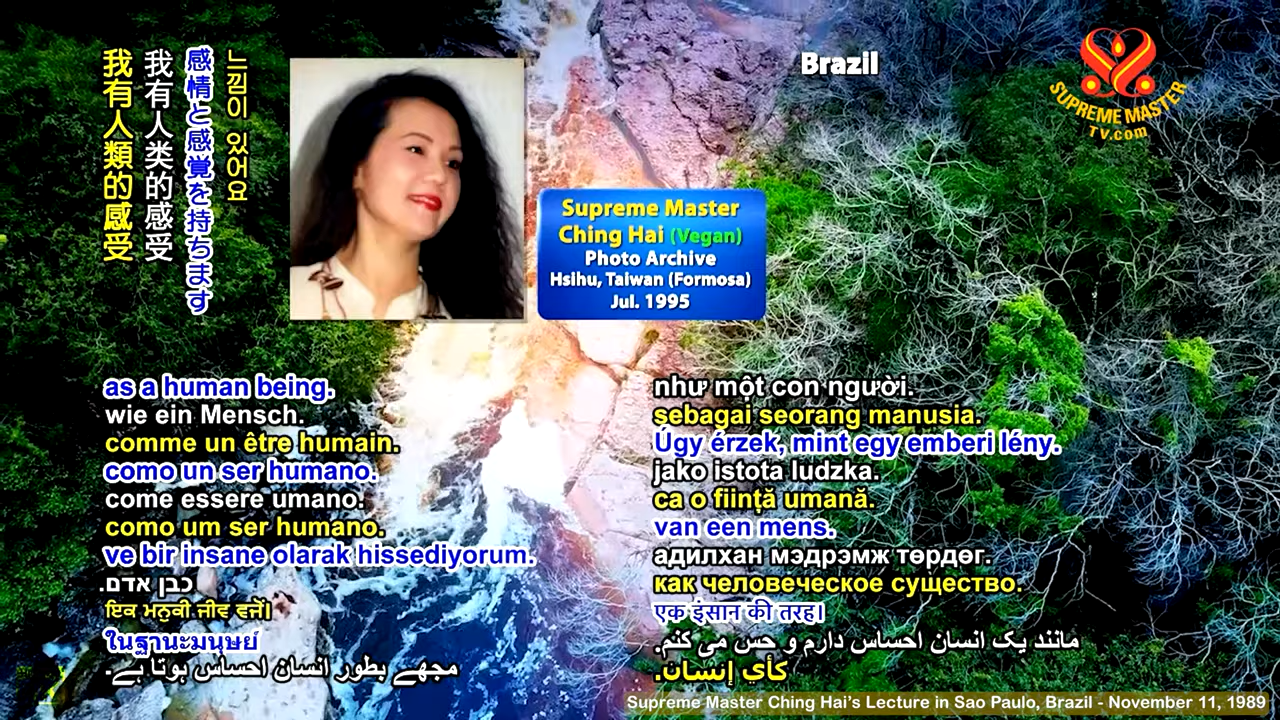 느낌이 있어요
感情と感覚を持ちます
我有人类的感受
我有人類的感受
Brazil
SUPREME MASTER
TV.com
Supreme Master
Ching Hai (Vegan)
Photo Archive
Hsihu, Taiwan (Formosa)
Jul. 1995
as a human being.
wie ein Mensch.
comme un être humain.
como un ser humano.
come essere umano.
como um ser humano.
ve bir insane olarak hissediyorum.
כבן אדם.
ਇਕ ਮਨੁਕੀ ਜੀਵ ਵਜੋਂ।
ในฐานะมนุษย์
مجھے بطور انسان احساس ہوتا ہے۔
như một con người.
sebagai seorang manusia.
Úgy érzek, mint egy emberi lény.
jako istota ludzka.
ca o ființă umană.
van een mens.
адилхан мэдрэмж төрдөг.
как человеческое существо.
एक इंसान की तरह।
مانند یک انسان احساس دارم و حس می کنم.
كأي إنسان.
Supreme Master Ching Hai's Lecture in Sao Paulo, Brazil - November 11, 1989